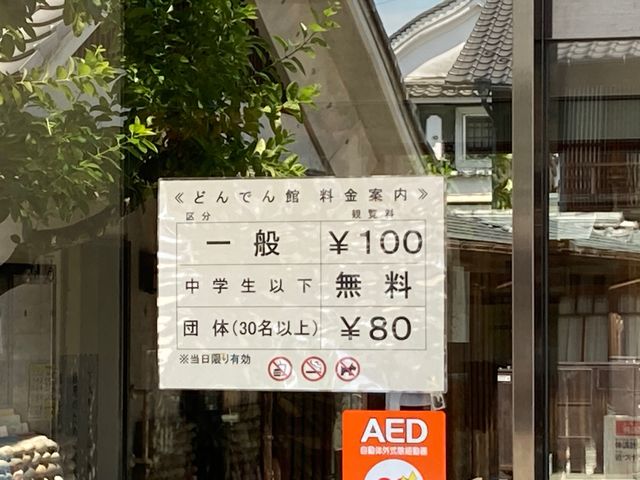 ≪どんでん館 料金案内≫
区分 観覧料
一般 ¥100
中学生以下 無料
団体(30名以上) ¥80
※当日限り有効
AED
自動体外式除細動器